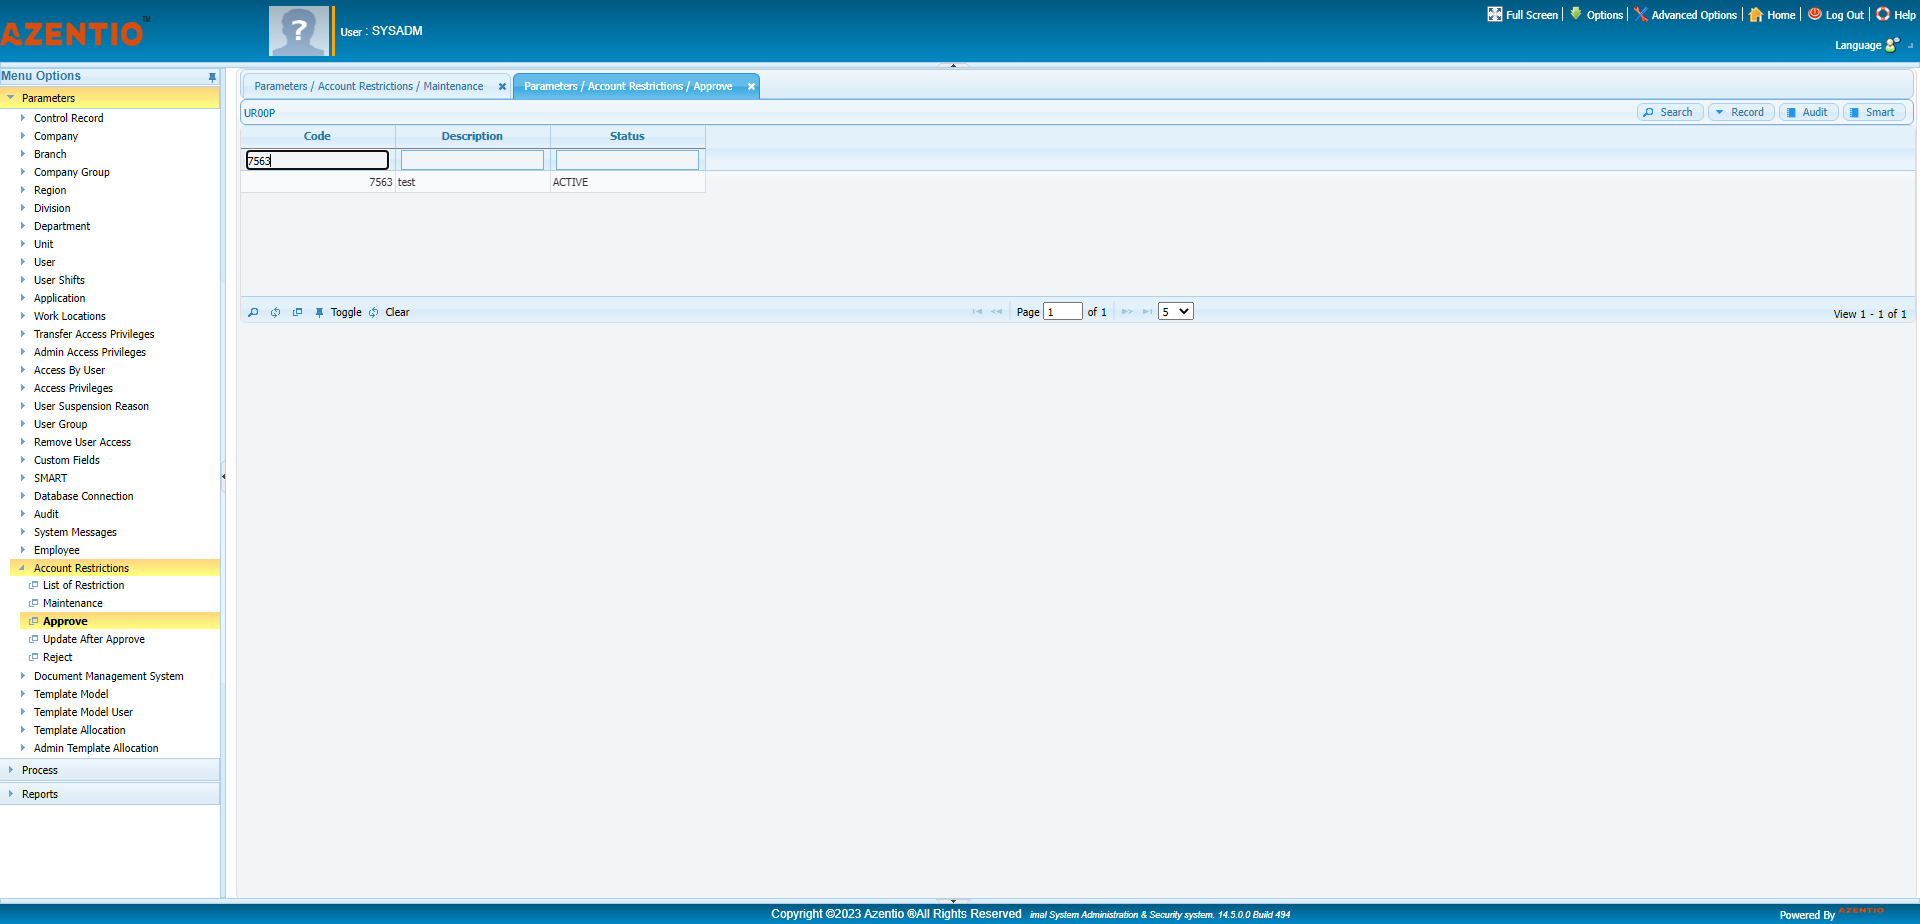 AZENTIO™
?
User : SYSADM
Full Screen
Options
Advanced Options
Home
Log Out
Help
Language
Menu Options
Parameters
Control Record
Company
Branch
Company Group
Region
Division
Department
Unit
User
User Shifts
Application
Work Locations
Transfer Access Privileges
Admin Access Privileges
Access By User
Access Privileges
User Suspension Reason
User Group
Remove User Access
Custom Fields
SMART
Database Connection
Audit
System Messages
Employee
Account Restrictions
List of Restriction
Maintenance
Approve
Update After Approve
Reject
Document Management System
Template Model
Template Model User
Template Allocation
Admin Template Allocation
Process
Reports
Parameters / Account Restrictions / Maintenance
Parameters / Account Restrictions / Approve
UR00P
Search
Record
Audit
Smart
Code Description Status
7563
7563 test ACTIVE
Toggle Clear
Page 1 of 1
5
View 1 - 1 of 1
Copyright ©2023 Azentio ®All Rights Reserved imal System Administration & Security system. 14.5.0.0 Build 494
Powered By AZENTIO